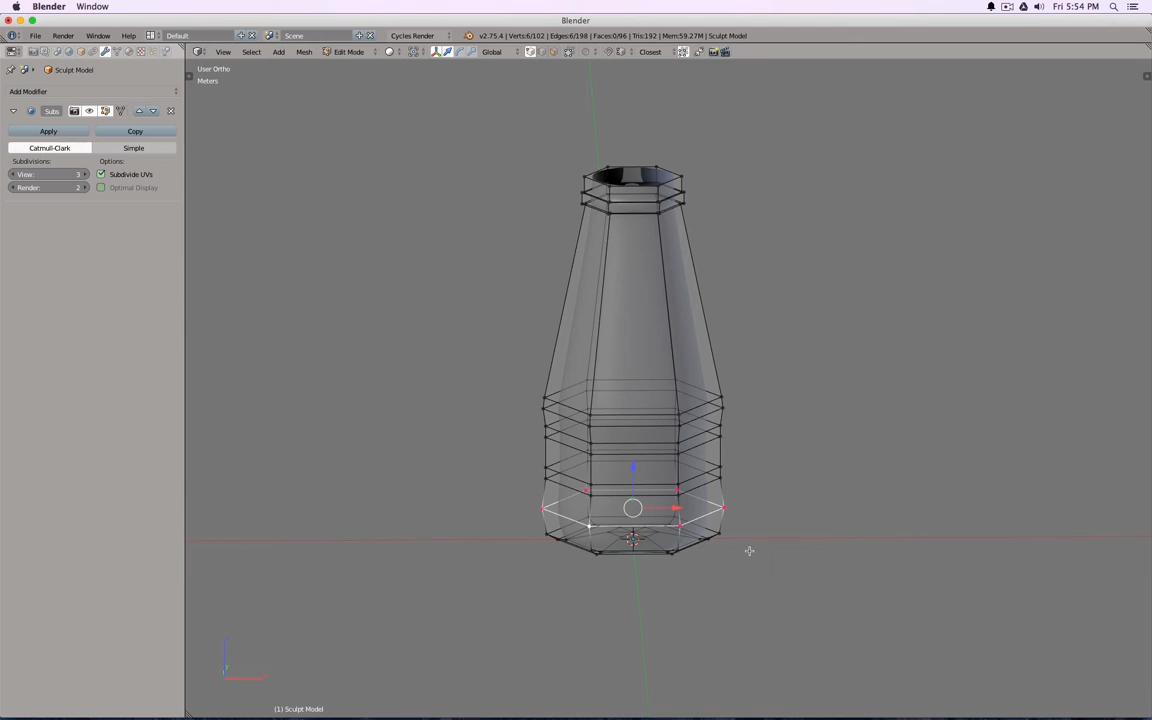 Blender Window Fri 5:54 PM
Blender
File Render Window Help Default Scene Cycles Render v2.75.4 | Verts:6/102 | Edges:6/198 | Faces:0/96 | Tris:192 | Mem:59.27M | Sculpt Model
View Select Add Mesh Edit Mode Global Closest
Sculpt Model
User Ortho
Meters
Add Modifier
Subs
Apply Copy
Catmull-Clark Simple
Subdivisions: Options:
View: 3 Subdivide UVs
Render: 2 Optimal Display
(1) Sculpt Model